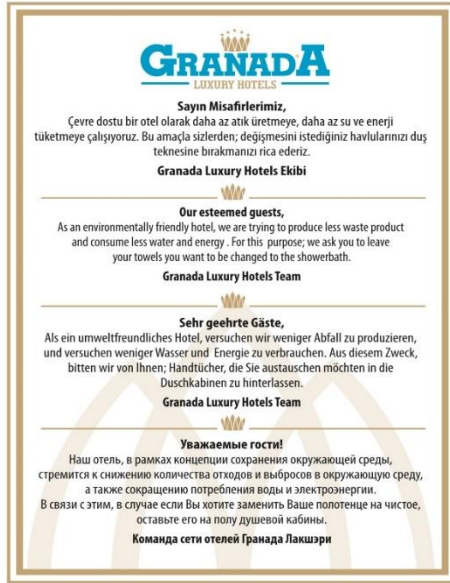 GRANADA
LUXURY HOTELS
Sayın Misafirlerimiz,
Çevre dostu bir otel olarak daha az atık üretmeye, daha az su ve enerji
tüketmeye çalışıyoruz. Bu amaçla sizlerden; değişmesini istediğiniz havlularınızı duş
teknesine bırakmanızı rica ederiz.
Granada Luxury Hotels Ekibi
Our esteemed guests,
As an environmentally friendly hotel, we are trying to produce less waste product
and consume less water and energy . For this purpose; we ask you to leave
your towels you want to be changed to the showerbath.
Granada Luxury Hotels Team
Sehr geehrte Gäste,
Als ein umweltfreundliches Hotel, versuchen wir weniger Abfall zu produzieren,
und versuchen weniger Wasser und Energie zu verbrauchen. Aus diesem Zweck,
bitten wir von Ihnen; Handtücher, die Sie austauschen möchten in die
Duschkabinen zu hinterlassen.
Granada Luxury Hotels Team
Уважаемые гости!
Наш отель, в рамках концепции сохранения окружающей среды,
стремится к снижению количества отходов и выбросов в окружающую среду,
а также сокращению потребления воды и электроэнергии.
В связи с этим, в случае если Вы хотите заменить Ваше полотенце на чистое,
оставьте его на полу душевой кабины.
Команда сети отелей Гранада Лакшэри